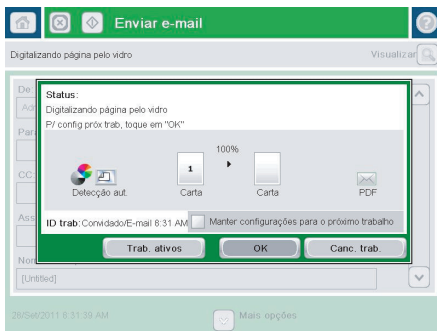 Enviar e-mail
Digitalizando página pelo vidro
Visualizar
De:
Par
CC:
Ass
Status:
Digitalizando página pelo vidro
P/ config próx trab, toque em "OK"
100%
1
Detecção aut.
Carta
Carta
PDF
ID trab: Convidado/E-mail 8:31 AM
Manter configurações para o próximo trabalho
Trab. ativos
OK
Canc. trab.
[Untitled]
26/Set/2011 8:31:39 AM
Mais opções